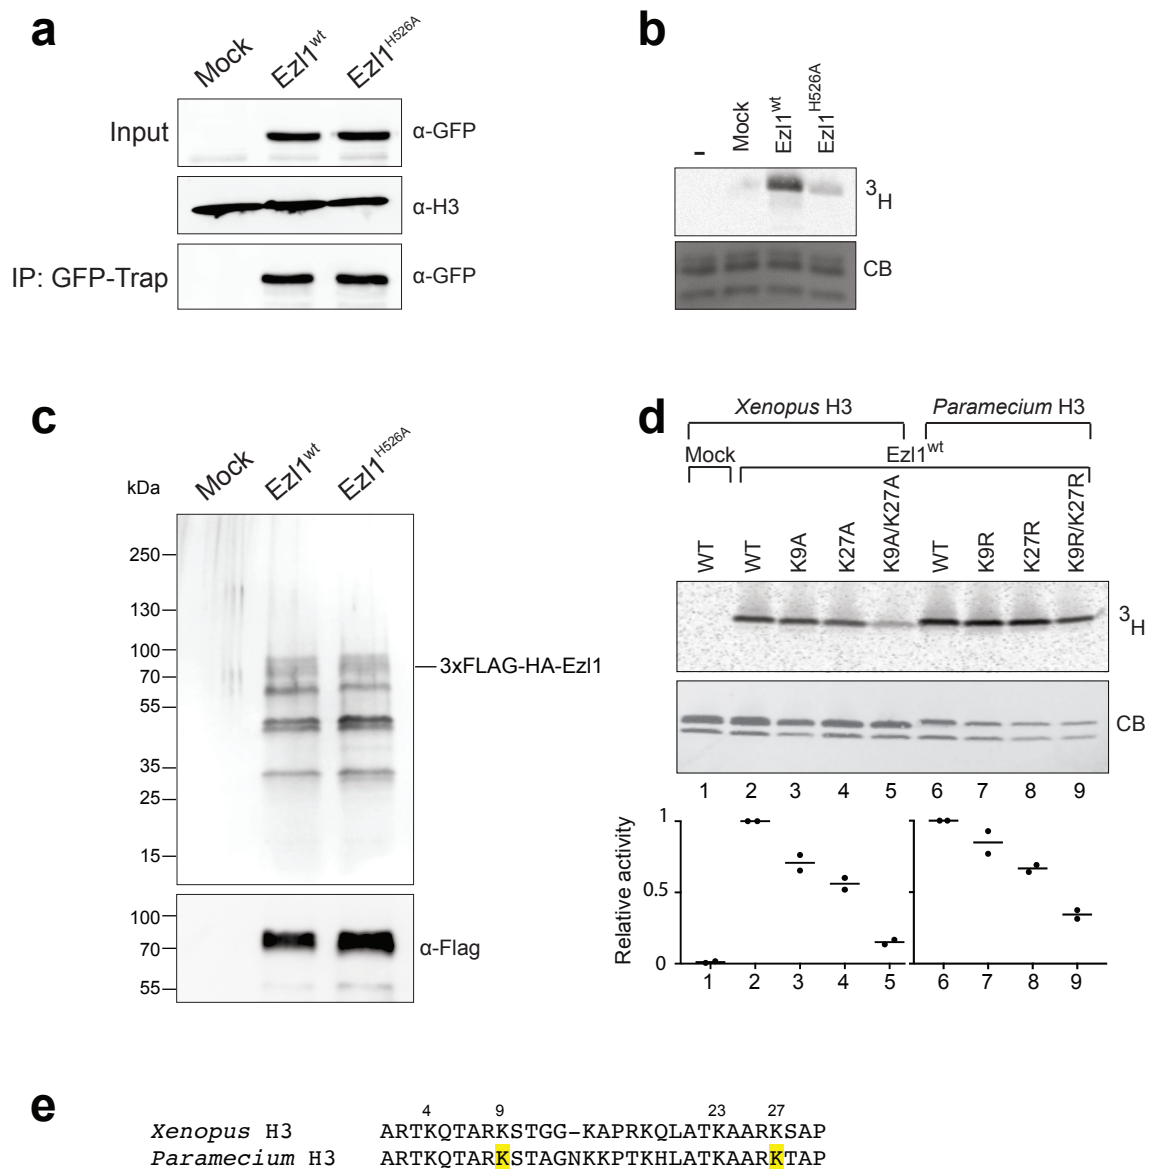 a
Mock
Ezl1wt
Ezl1H526A
Input
α-GFP
α-H3
IP: GFP-Trap
α-GFP
b
-
Mock
Ezl1wt
Ezl1H526A
3H
CB
c
kDa
Mock
Ezl1wt
Ezl1H526A
250
130
100
70
55
35
25
15
3xFLAG-HA-Ezl1
100
70
55
α-Flag
d
Xenopus H3
Paramecium H3
Mock
Ezl1wt
WT
WT
K9A
K27A
K9A/K27A
WT
K9R
K27R
K9R/K27R
3H
CB
1 2 3 4 5 6 7 8 9
Relative activity
1
0.5
0
1 2 3 4 5 6 7 8 9
e
4 9 23 27
Xenopus H3 ARTKQTARKSTGG-KAPRKQLATKAARKSAP
Paramecium H3 ARTKQTARKSTAGNKKPTKHLATKAARKTAP